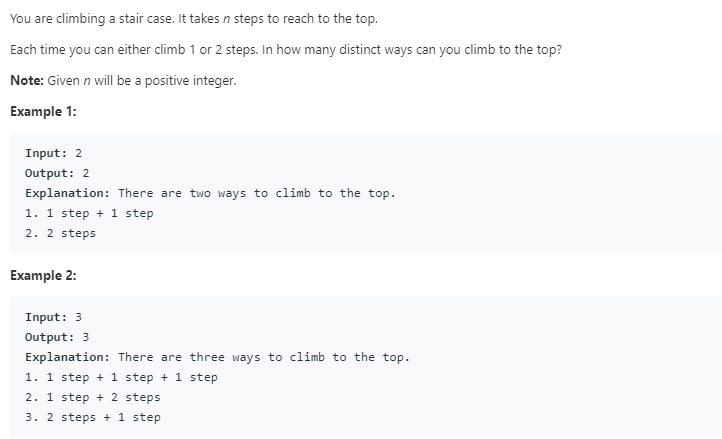 You are climbing a stair case. It takes n steps to reach to the top.
Each time you can either climb 1 or 2 steps. In how many distinct ways can you climb to the top?
Note: Given n will be a positive integer.
Example 1:
Input: 2
Output: 2
Explanation: There are two ways to climb to the top.
1. 1 step + 1 step
2. 2 steps
Example 2:
Input: 3
Output: 3
Explanation: There are three ways to climb to the top.
1. 1 step + 1 step + 1 step
2. 1 step + 2 steps
3. 2 steps + 1 step